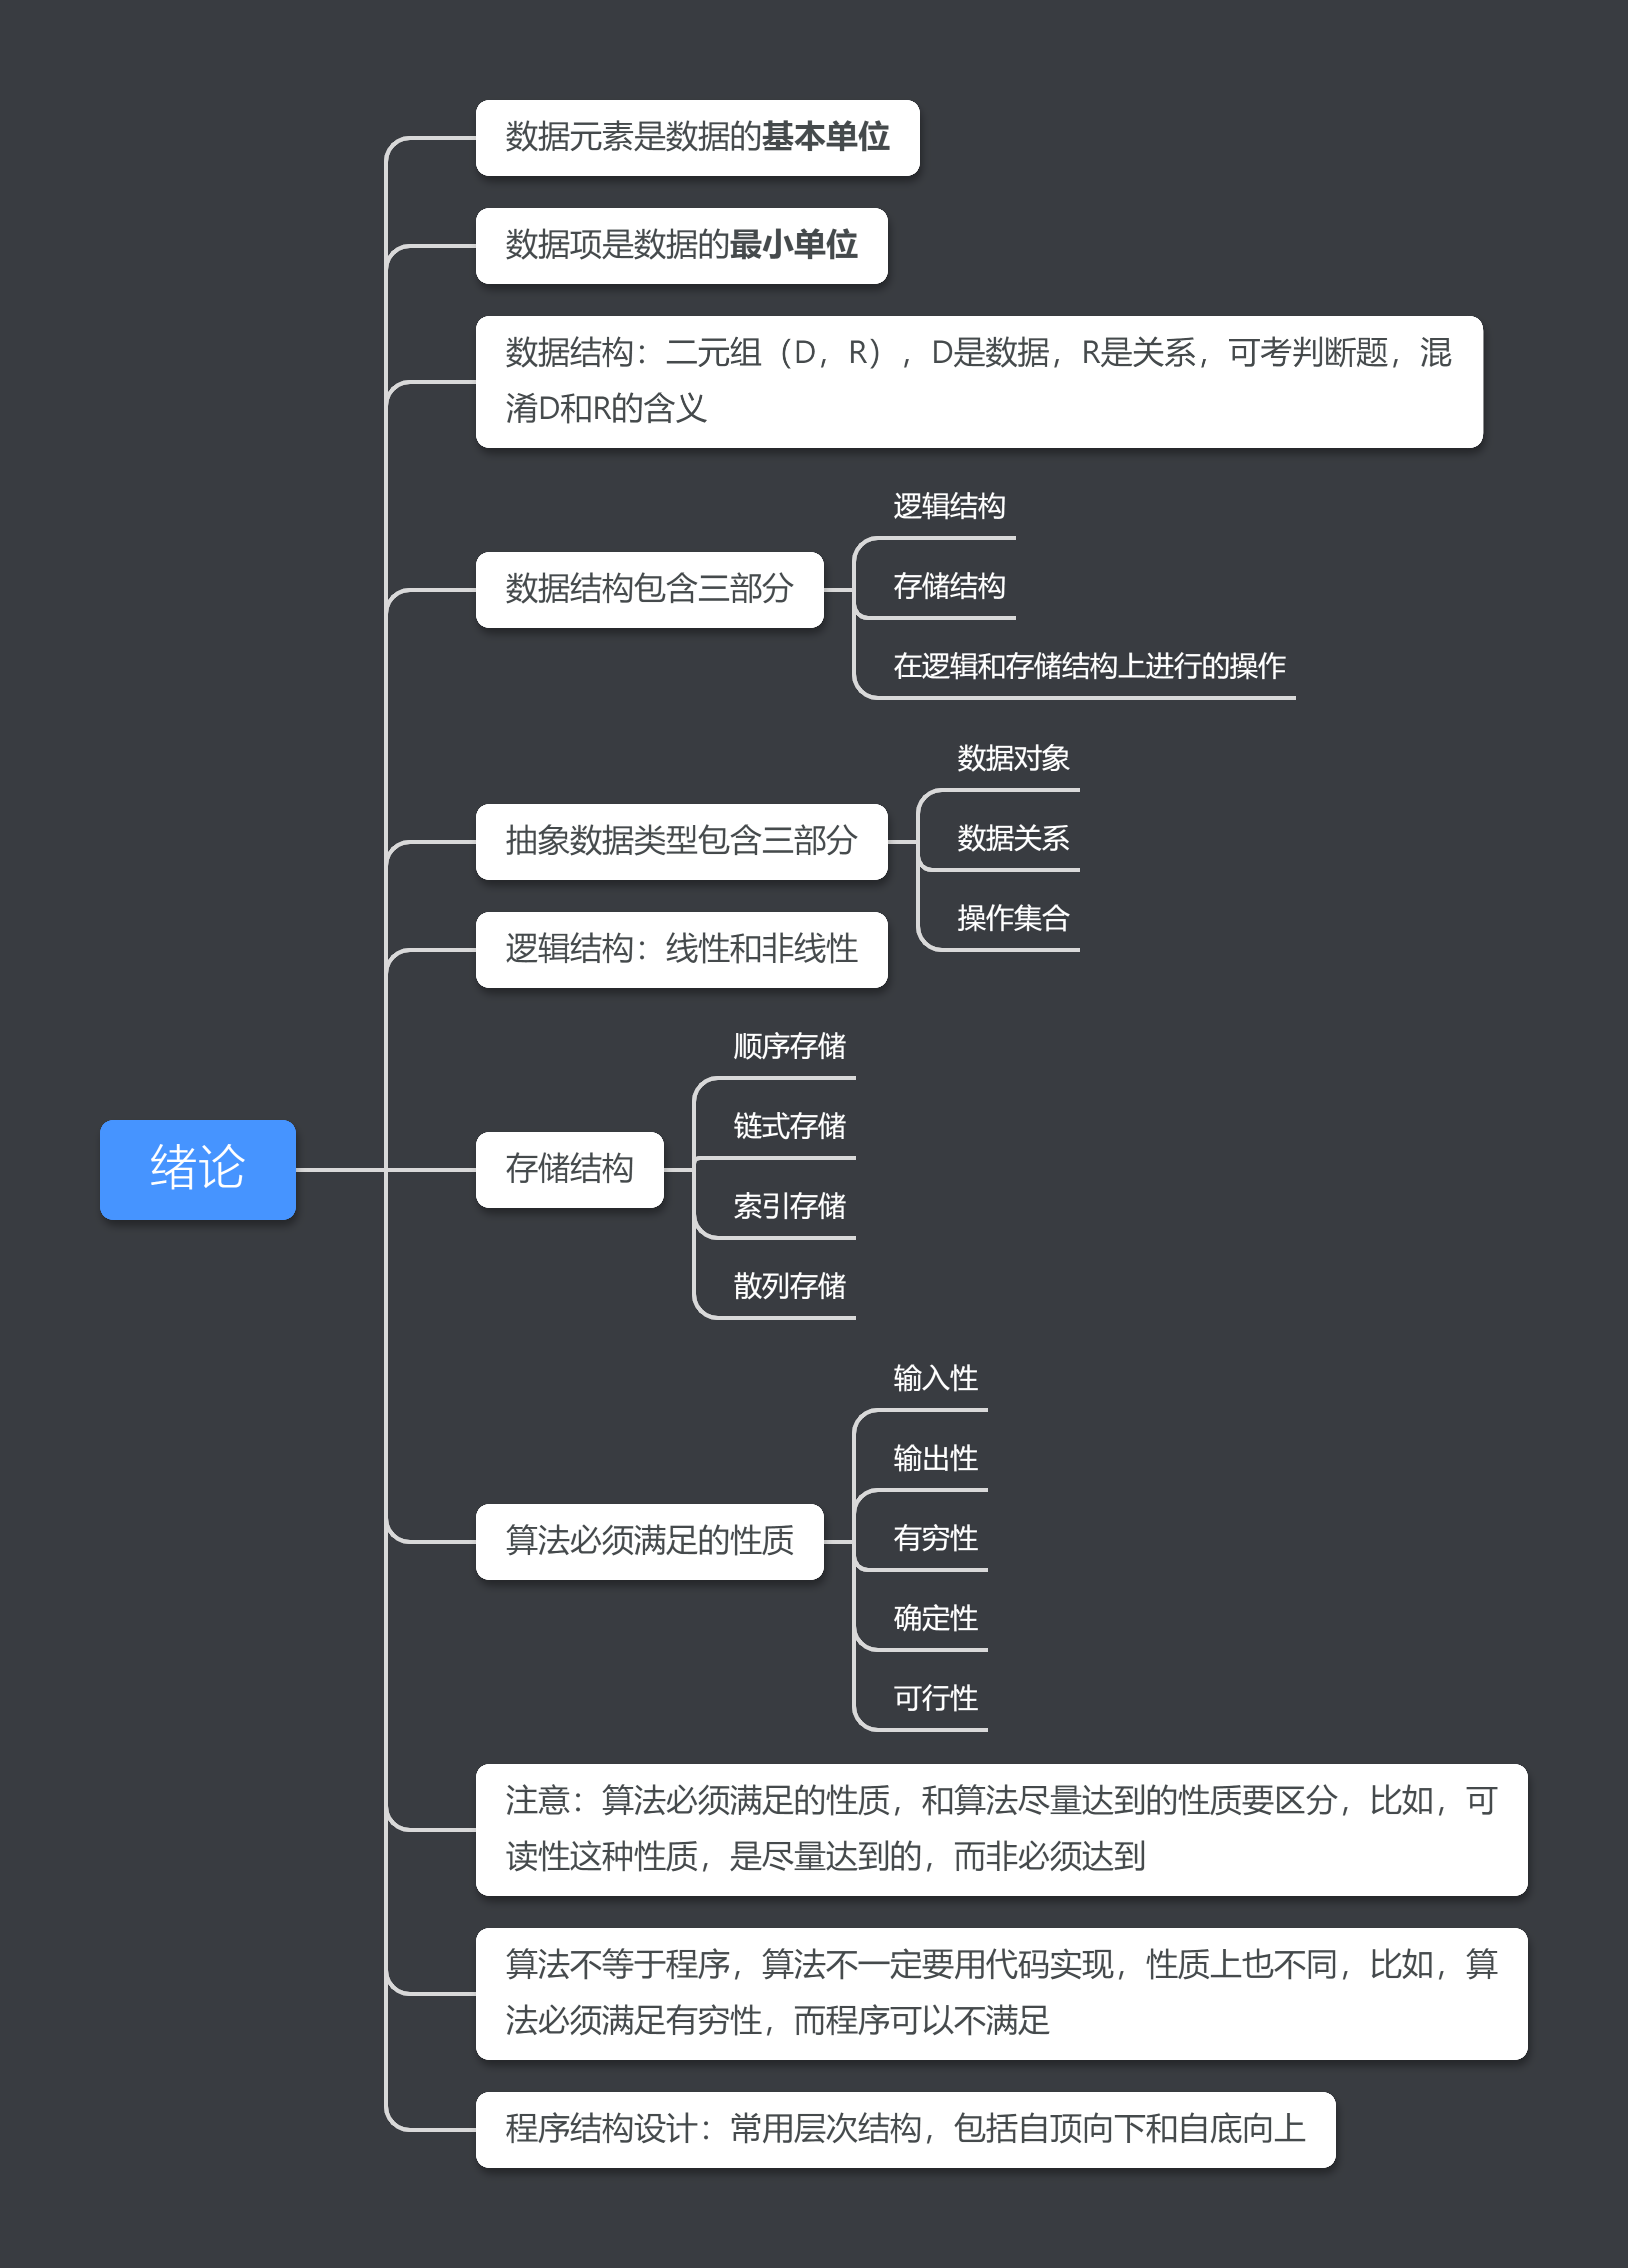 数据元素是数据的基本单位
数据项是数据的最小单位
数据结构：二元组（D，R），D是数据，R是关系，可考判断题，混
淆D和R的含义
数据结构包含三部分
逻辑结构
存储结构
在逻辑和存储结构上进行的操作
抽象数据类型包含三部分
数据对象
数据关系
操作集合
逻辑结构：线性和非线性
绪论
存储结构
顺序存储
链式存储
索引存储
散列存储
算法必须满足的性质
输入性
输出性
有穷性
确定性
可行性
注意：算法必须满足的性质，和算法尽量达到的性质要区分，比如，可
读性这种性质，是尽量达到的，而非必须达到
算法不等于程序，算法不一定要用代码实现，性质上也不同，比如，算
法必须满足有穷性，而程序可以不满足
程序结构设计：常用层次结构，包括自顶向下和自底向上